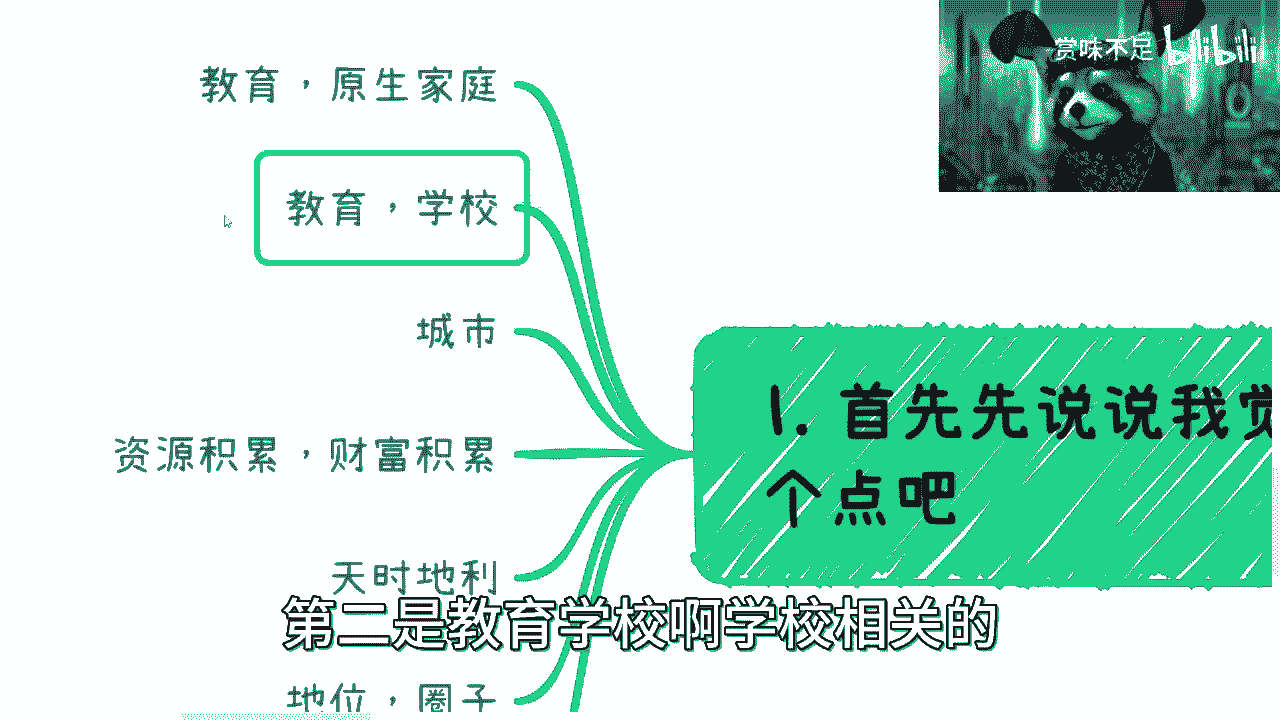 赏味不足 bilibili
教育，原生家庭
教育，学校
城市
资源积累，财富积累
天时地利
地位，圈子
1. 首先先说说我觉
个点吧
第二是教育学校啊学校相关的